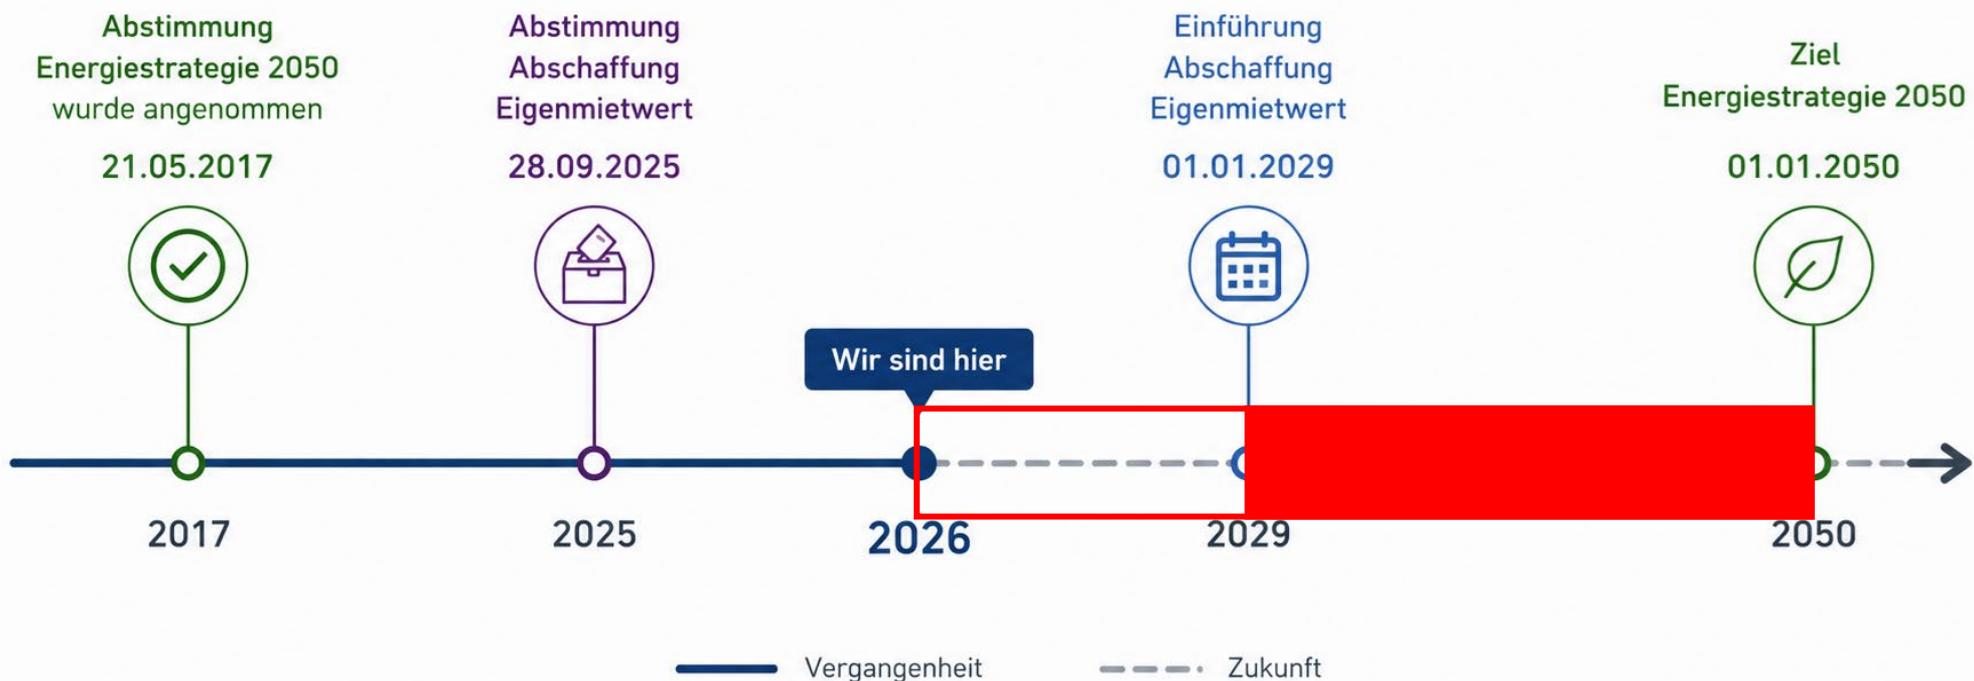 Abstimmung
Energiestrategie 2050
wurde angenommen
21.05.2017
Abstimmung
Abschaffung
Eigenmietwert
28.09.2025
Einführung
Abschaffung
Eigenmietwert
01.01.2029
Ziel
Energiestrategie 2050
01.01.2050
Wir sind hier
2017
2025
2026
2029
2050
Vergangenheit
Zukunft